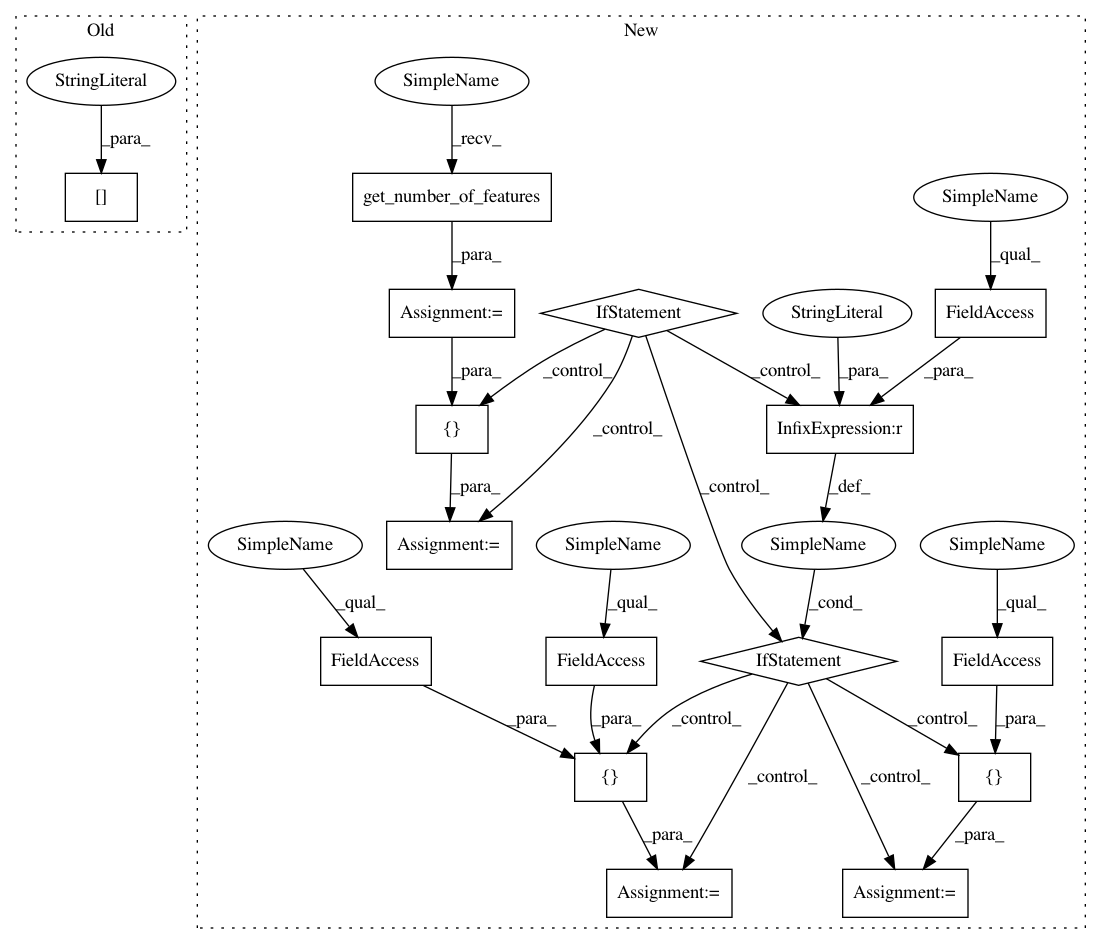 Old
New
StringLiteral
SimpleName
_para_
_recv_
[]
get_number_of_features
SimpleName
_para_
_qual_
Assignment:=
IfStatement
StringLiteral
FieldAccess
_para_
_control_
_control_
_para_
_para_
{}
_control_
InfixExpression:r
_para_
_control_
_def_
Assignment:=
SimpleName
SimpleName
SimpleName
SimpleName
_qual_
_qual_
_cond_
_qual_
FieldAccess
FieldAccess
IfStatement
FieldAccess
_para_
_para_
_control_
_control_
_para_
{}
_control_
_control_
{}
_para_
_para_
Assignment:=
Assignment:=